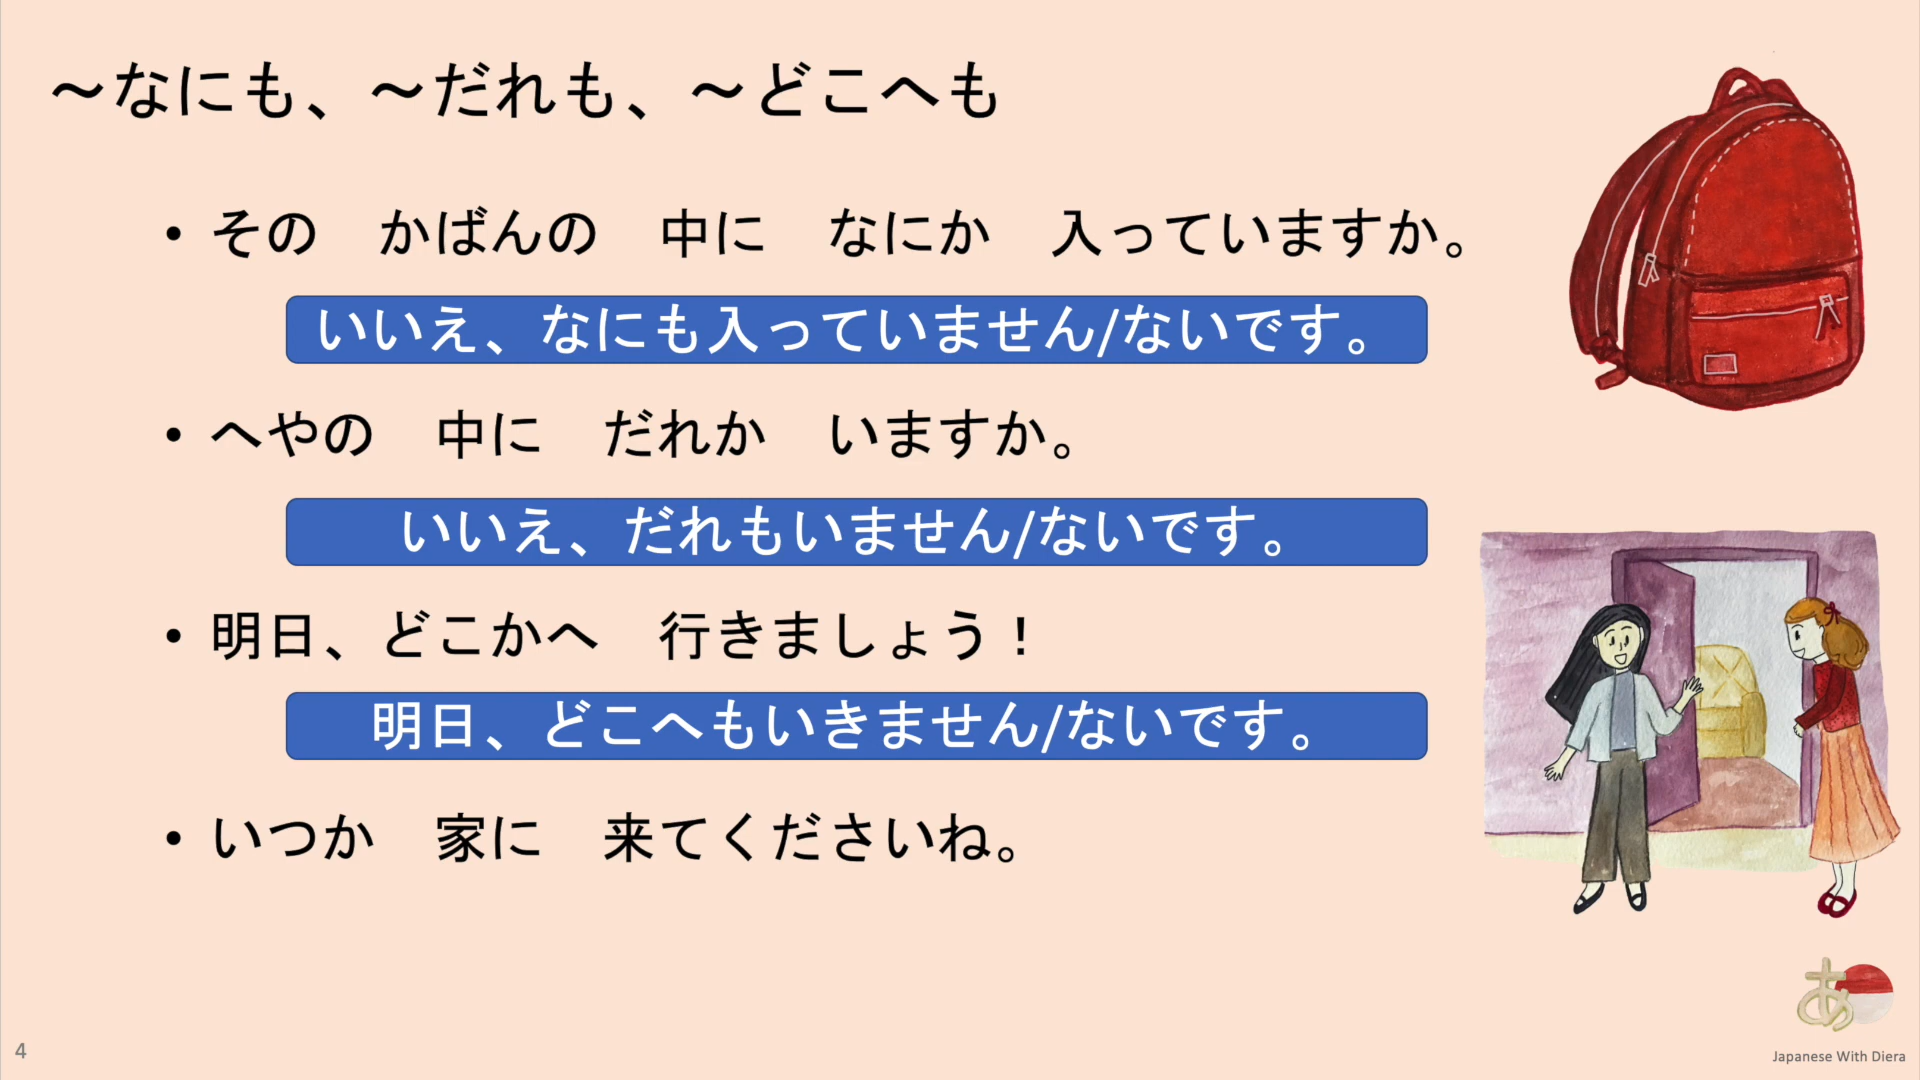 ～なにも、～だれも、～どこへも
• その　かばんの　中に　なにか　入っていますか。
いいえ、なにも入っていません/ないです。
• へやの　中に　だれか　いますか。
いいえ、だれもいません/ないです。
• 明日、どこかへ　行きましょう！
明日、どこへもいきません/ないです。
• いつか　家に　来てくださいね。
あ
4
Japanese With Diera